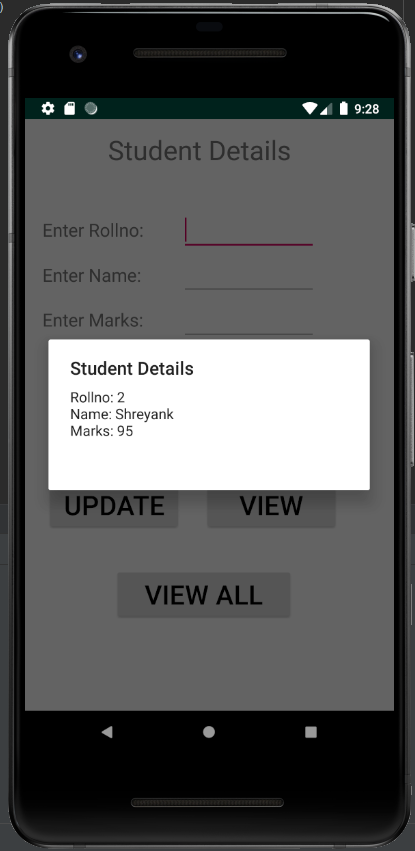 9:28
Student Details
Enter Rollno:
Enter Name:
Enter Marks:
Student Details
Rollno: 2
Name: Shreyank
Marks: 95
UPDATE VIEW
VIEW ALL